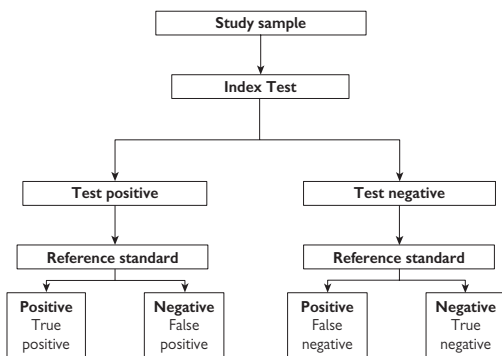 Study sample
Index Test
Test positive
Test negative
Reference standard
Reference standard
Positive
True
positive
Negative
False
positive
Positive
False
negative
Negative
True
negative